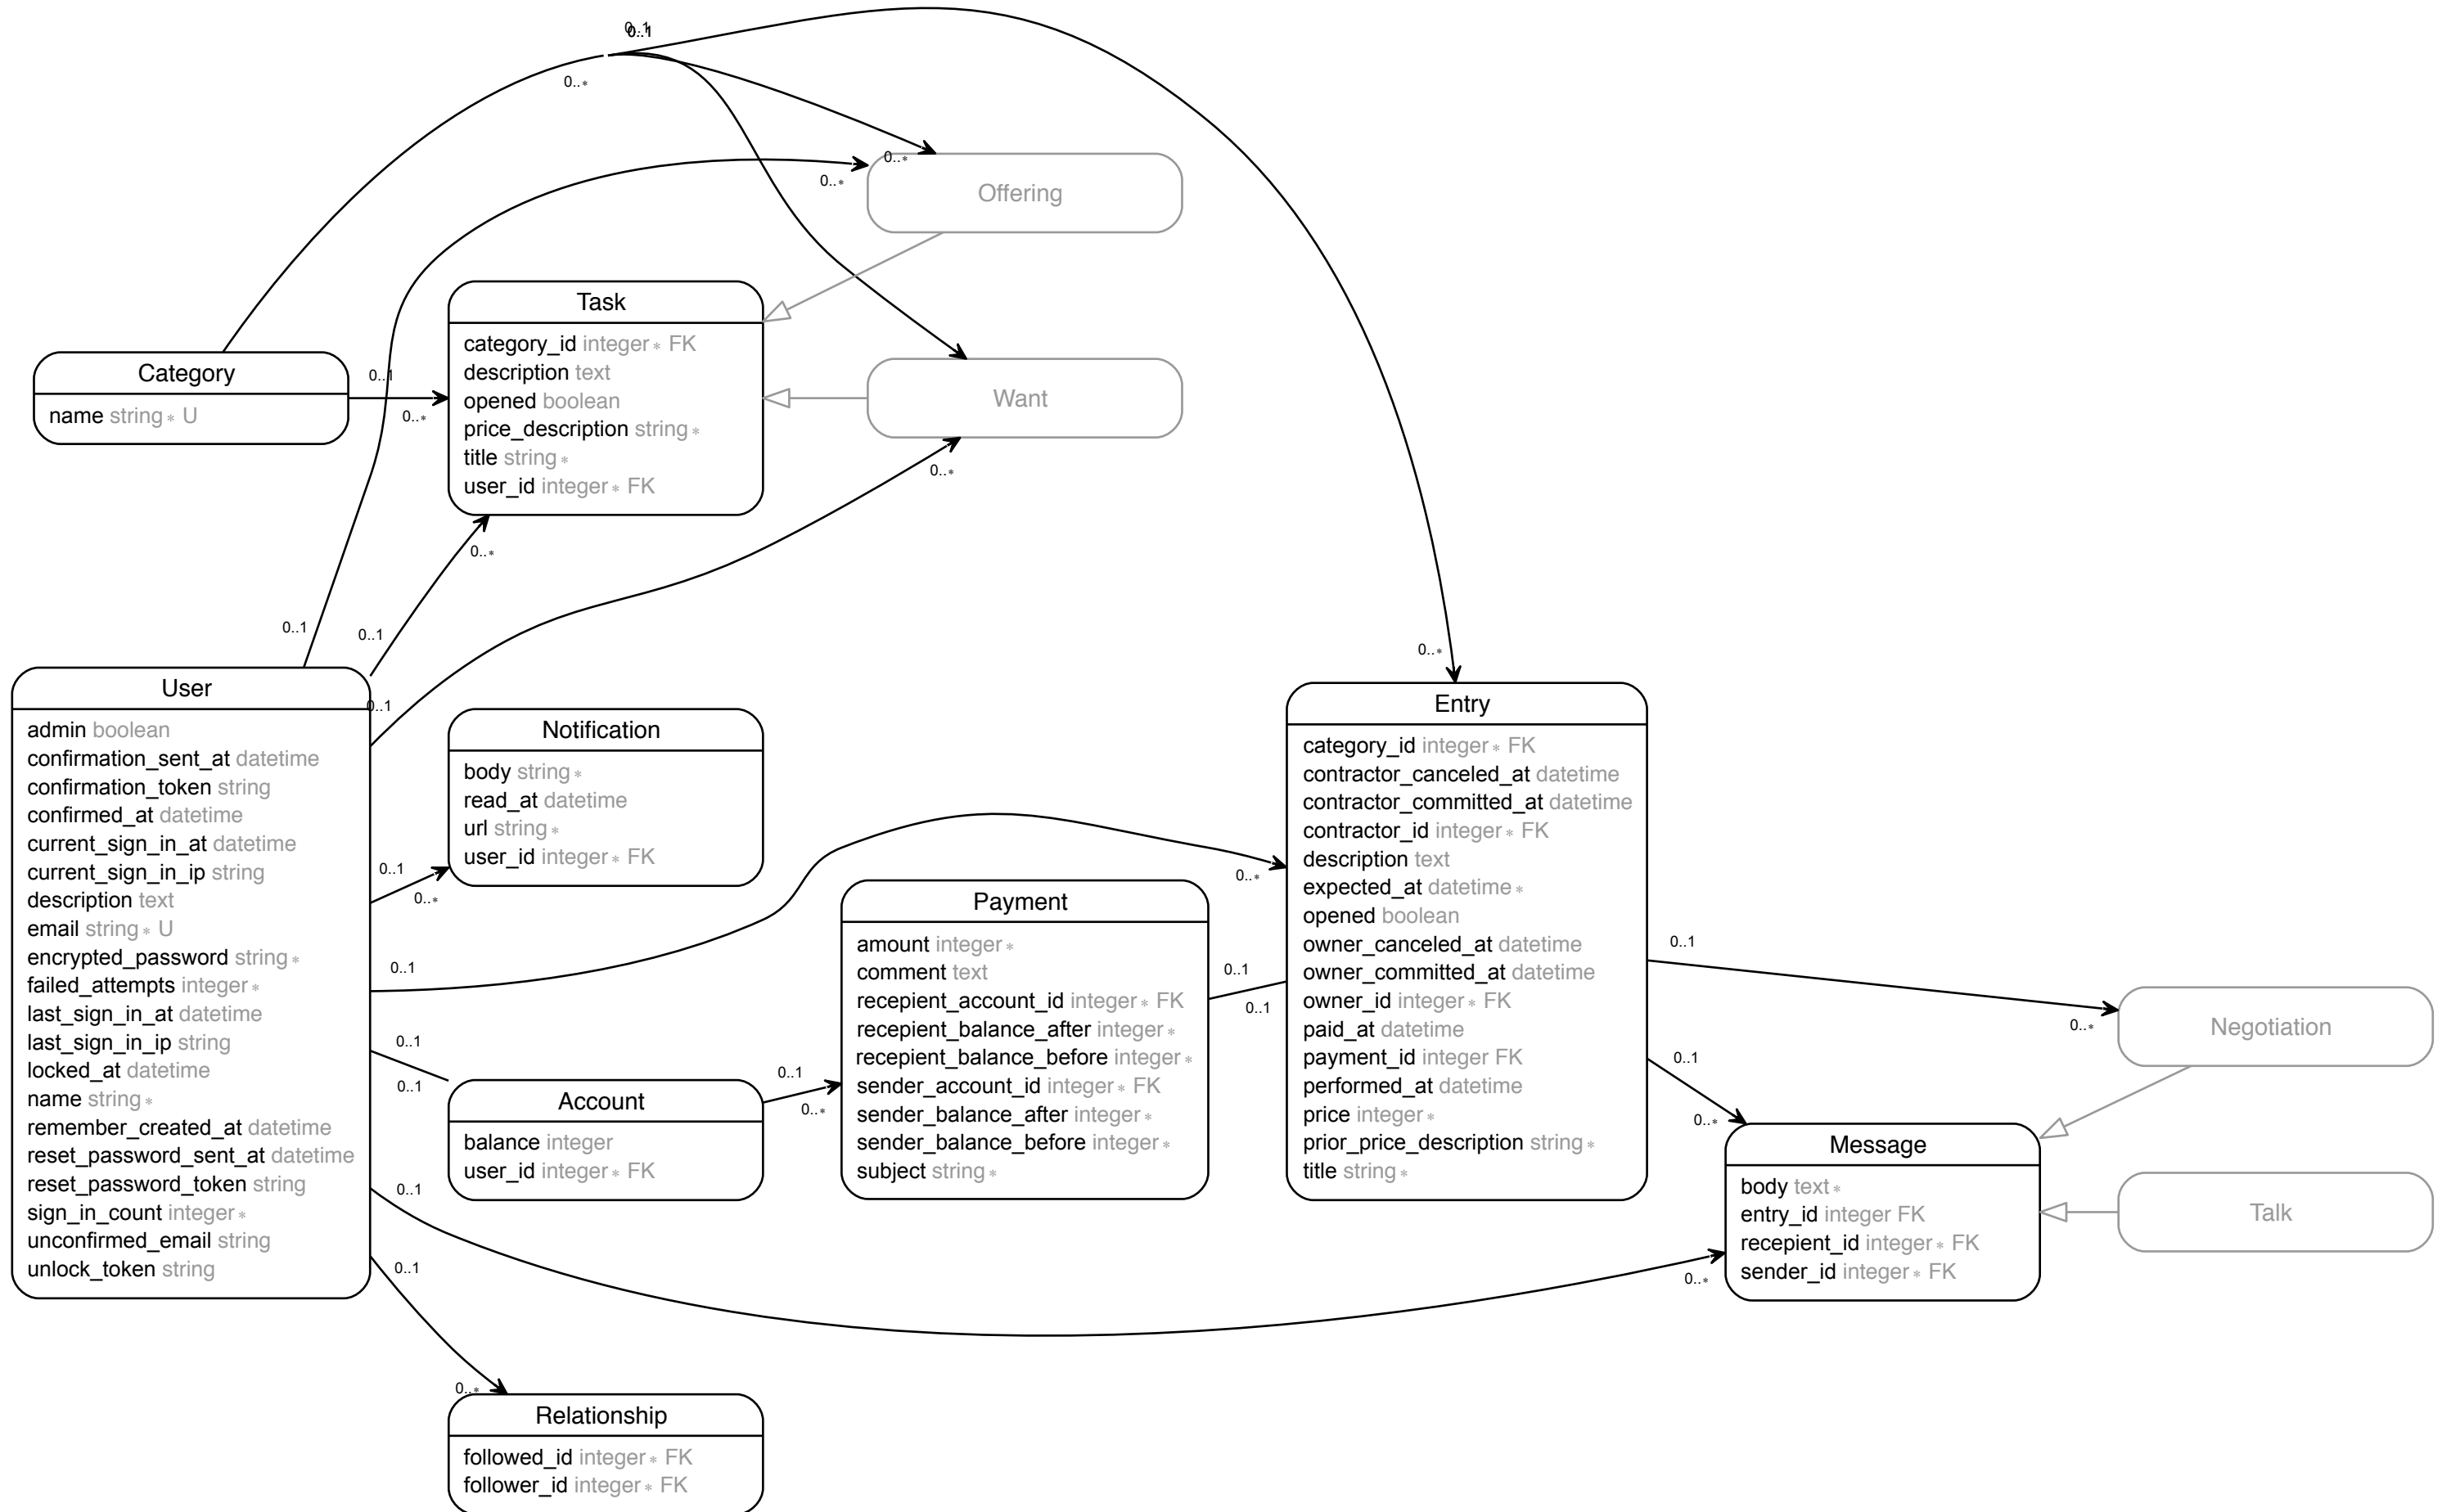 0..1
0..1
0..*
0..*
0..*
Offering
Task
category_id integer* FK
description text
opened boolean
price_description string*
title string*
user_id integer* FK
Category
name string* U
0..1
0..*
Want
0..*
0..*
0..1
0..1
0..1
0..*
User
admin boolean
confirmation_sent_at datetime
confirmation_token string
confirmed_at datetime
current_sign_in_at datetime
current_sign_in_ip string
description text
email string* U
encrypted_password string*
failed_attempts integer*
last_sign_in_at datetime
last_sign_in_ip string
locked_at datetime
name string*
remember_created_at datetime
reset_password_sent_at datetime
reset_password_token string
sign_in_count integer*
unconfirmed_email string
unlock_token string
Notification
body string*
read_at datetime
url string*
user_id integer* FK
0..1
0..*
0..1
0..*
0..1
0..1
Account
balance integer
user_id integer* FK
0..1
0..*
Payment
amount integer*
comment text
recepient_account_id integer* FK
recepient_balance_after integer*
recepient_balance_before integer*
sender_account_id integer* FK
sender_balance_after integer*
sender_balance_before integer*
subject string*
0..1
0..1
Entry
category_id integer* FK
contractor_canceled_at datetime
contractor_committed_at datetime
contractor_id integer* FK
description text
expected_at datetime*
opened boolean
owner_canceled_at datetime
owner_committed_at datetime
owner_id integer* FK
paid_at datetime
payment_id integer FK
performed_at datetime
price integer*
prior_price_description string*
title string*
0..1
0..*
Negotiation
0..1
0..*
Message
body text*
entry_id integer FK
recepient_id integer* FK
sender_id integer* FK
Talk
0..1
0..*
0..1
0..*
Relationship
followed_id integer* FK
follower_id integer* FK